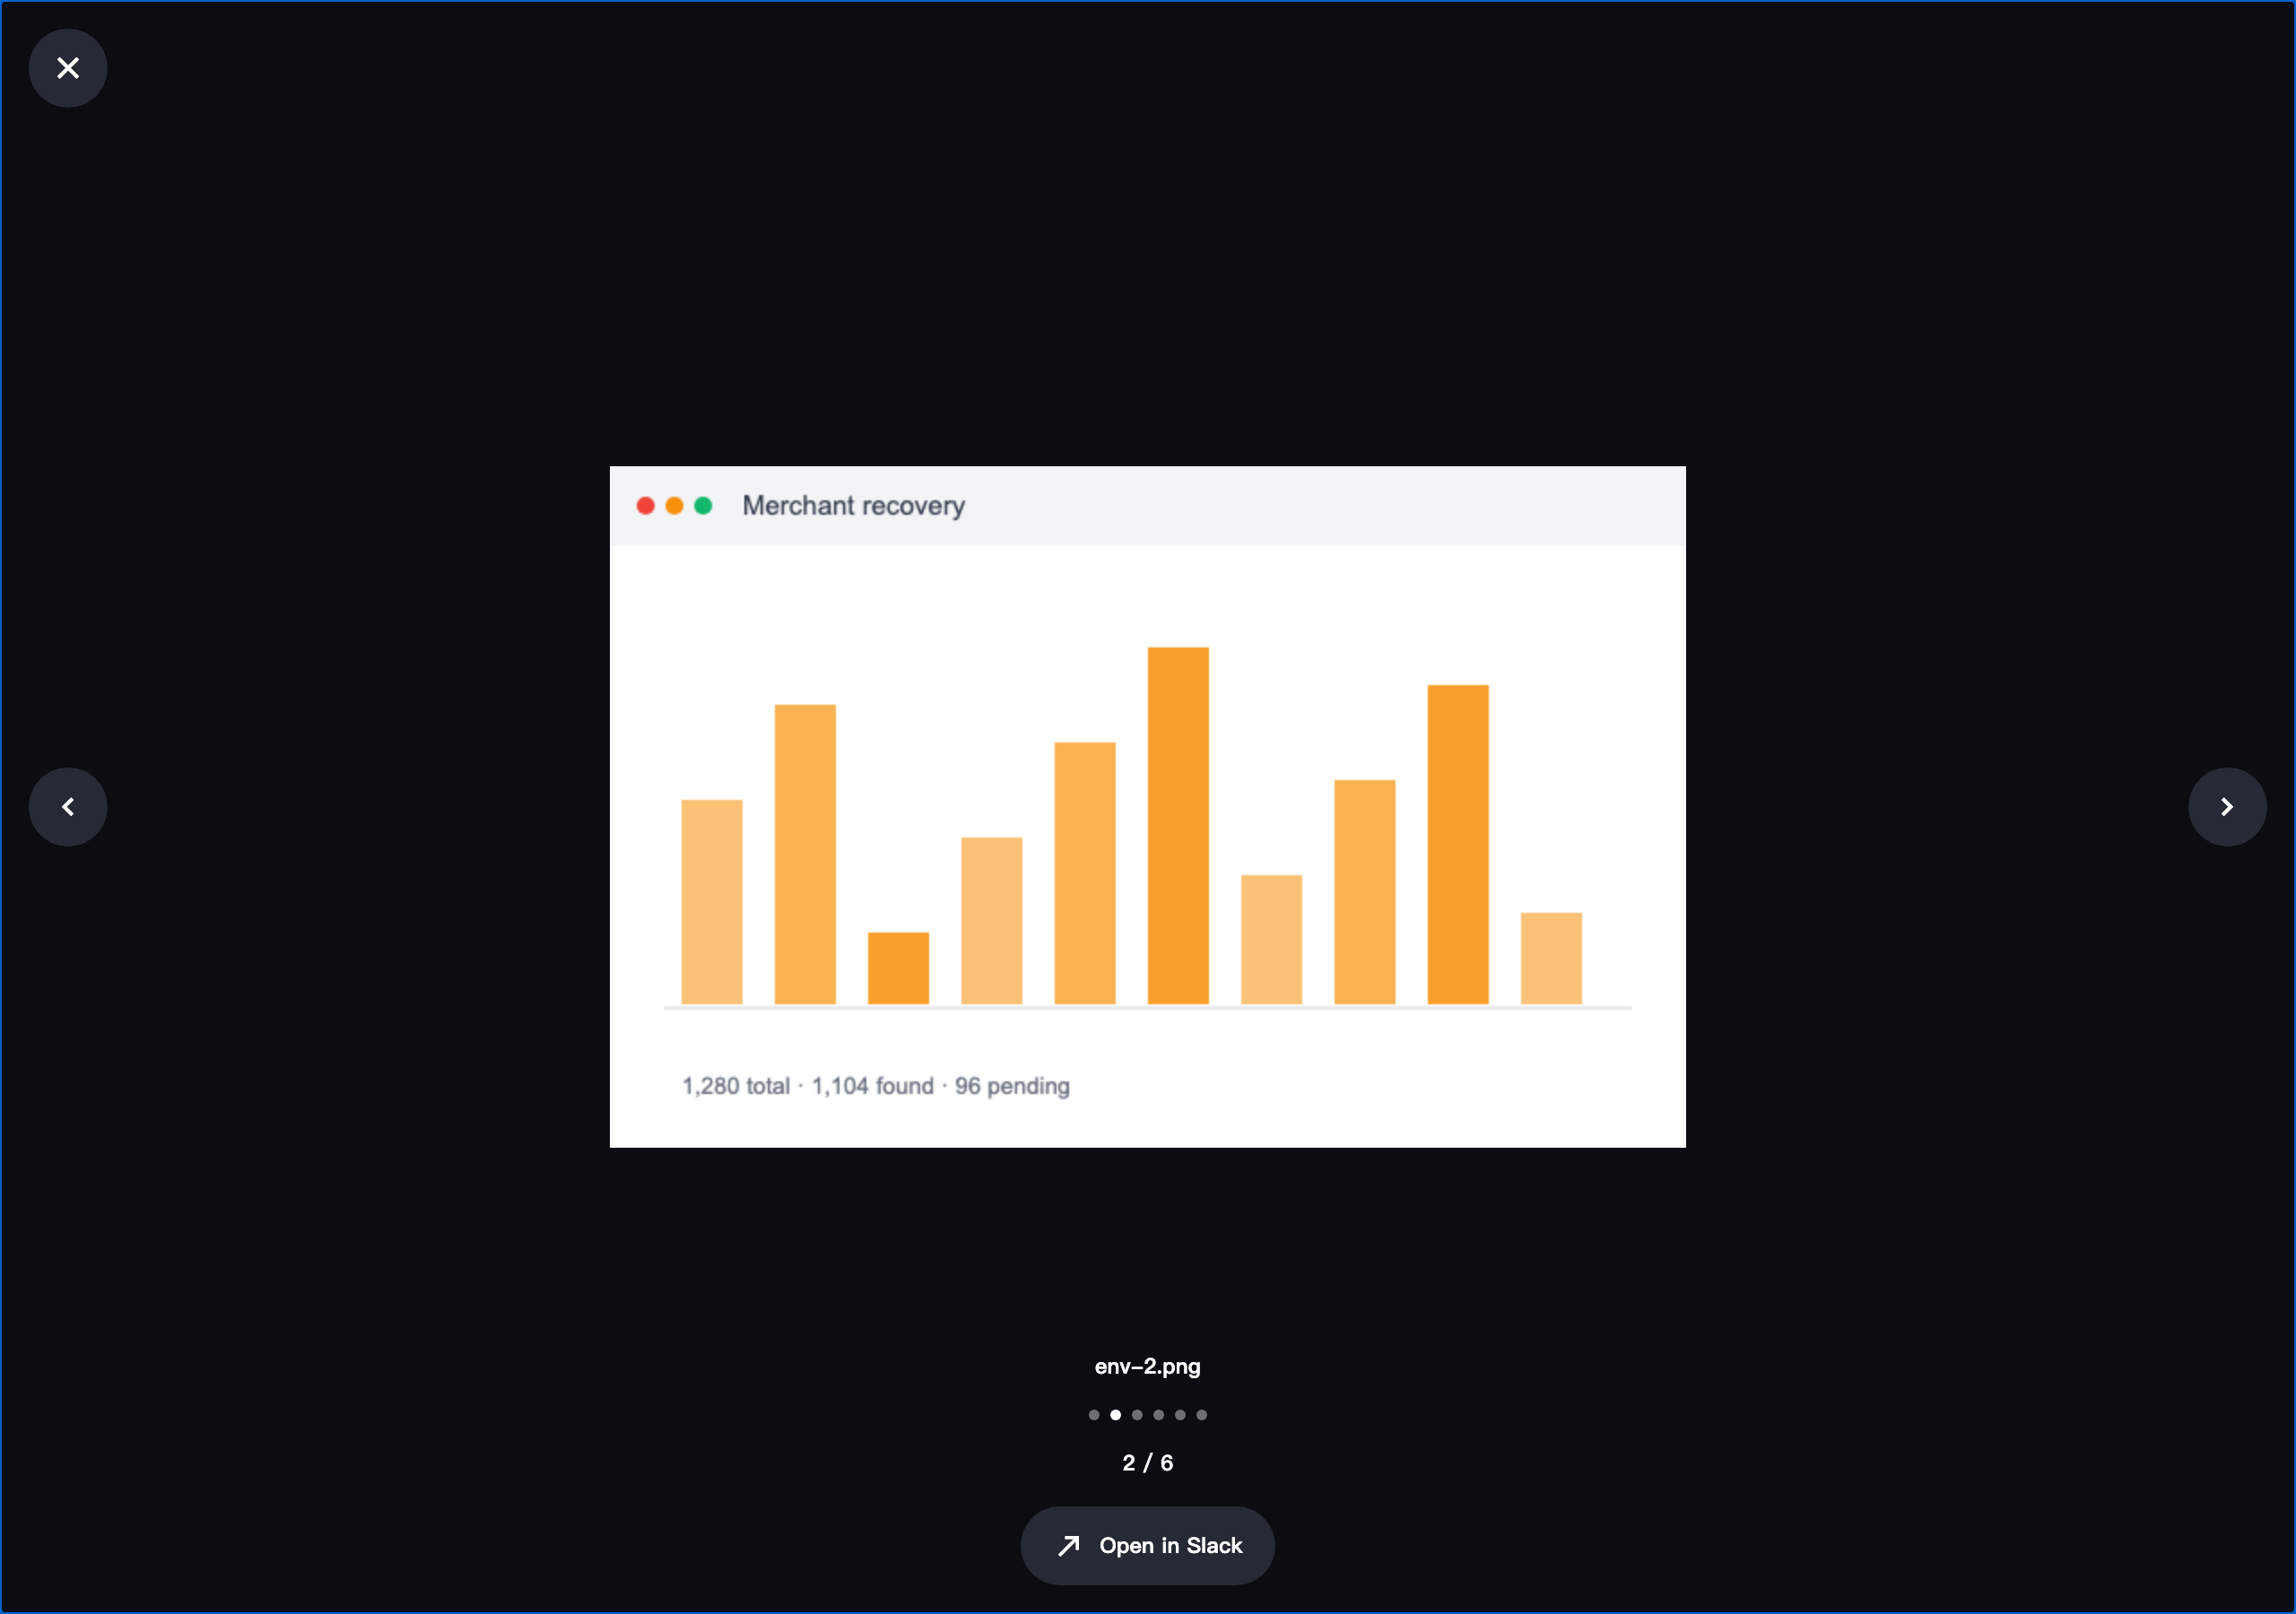 Merchant recovery
1,280 total · 1,104 found · 96 pending
env-2.png
2 / 6
Open in Slack